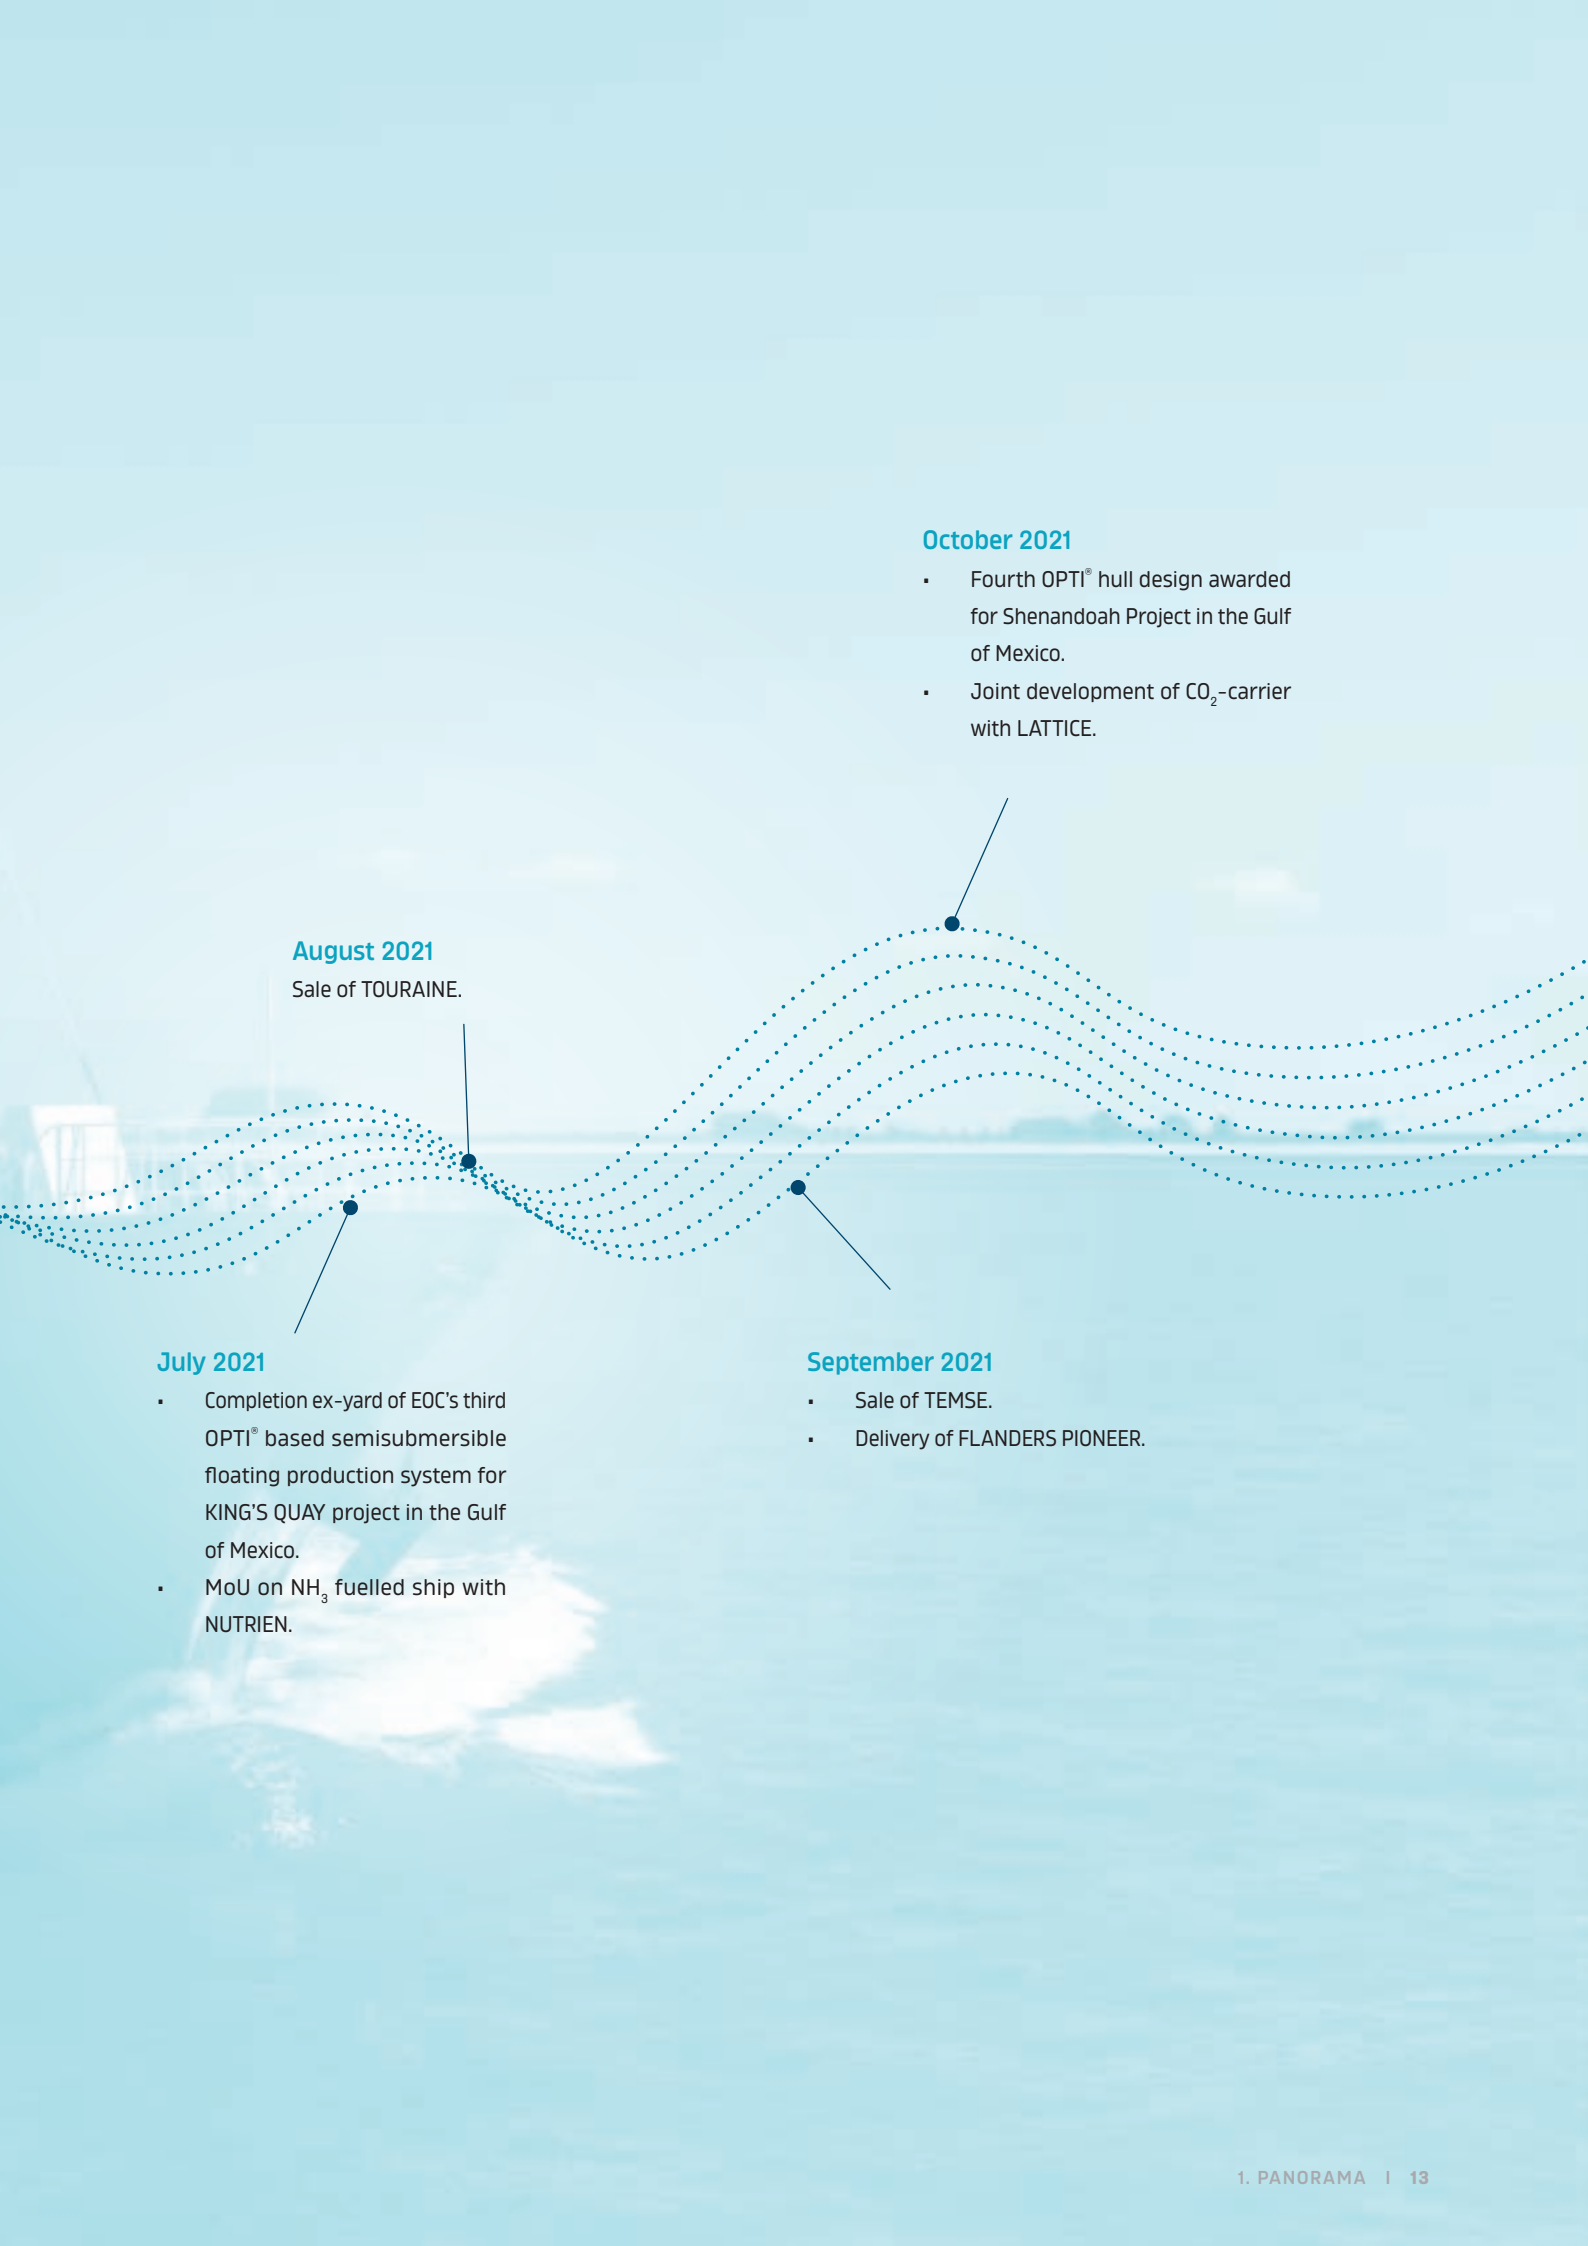 October 2021
• Fourth OPTI® hull design awarded
for Shenandoah Project in the Gulf
of Mexico.
• Joint development of CO₂-carrier
with LATTICE.
August 2021
Sale of TOURAINE.
July 2021
• Completion ex-yard of EOC’s third
OPTI® based semisubmersible
floating production system for
KING’S QUAY project in the Gulf
of Mexico.
• MoU on NH₃ fuelled ship with
NUTRIEN.
September 2021
• Sale of TEMSE.
• Delivery of FLANDERS PIONEER.
1. PANORAMA | 13